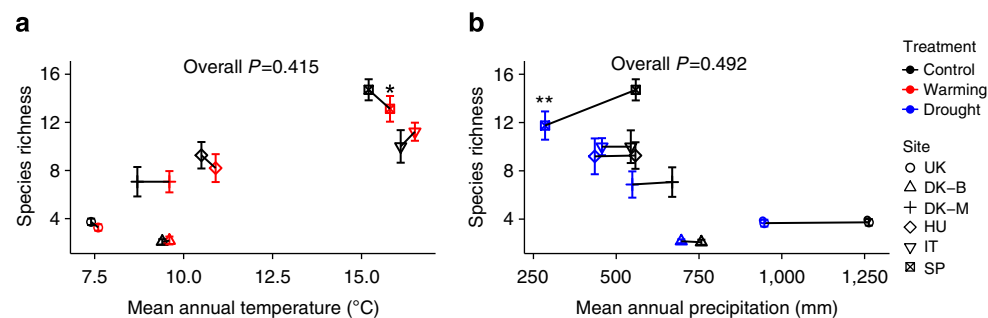 a
Overall P=0.415
*
16
12
8
4
Species richness
7.5 10.0 12.5 15.0
Mean annual temperature (°C)
b
Overall P=0.492
**
16
12
8
4
Species richness
250 500 750 1,000 1,250
Mean annual precipitation (mm)
Treatment
Control
Warming
Drought
Site
UK
DK–B
DK–M
HU
IT
SP